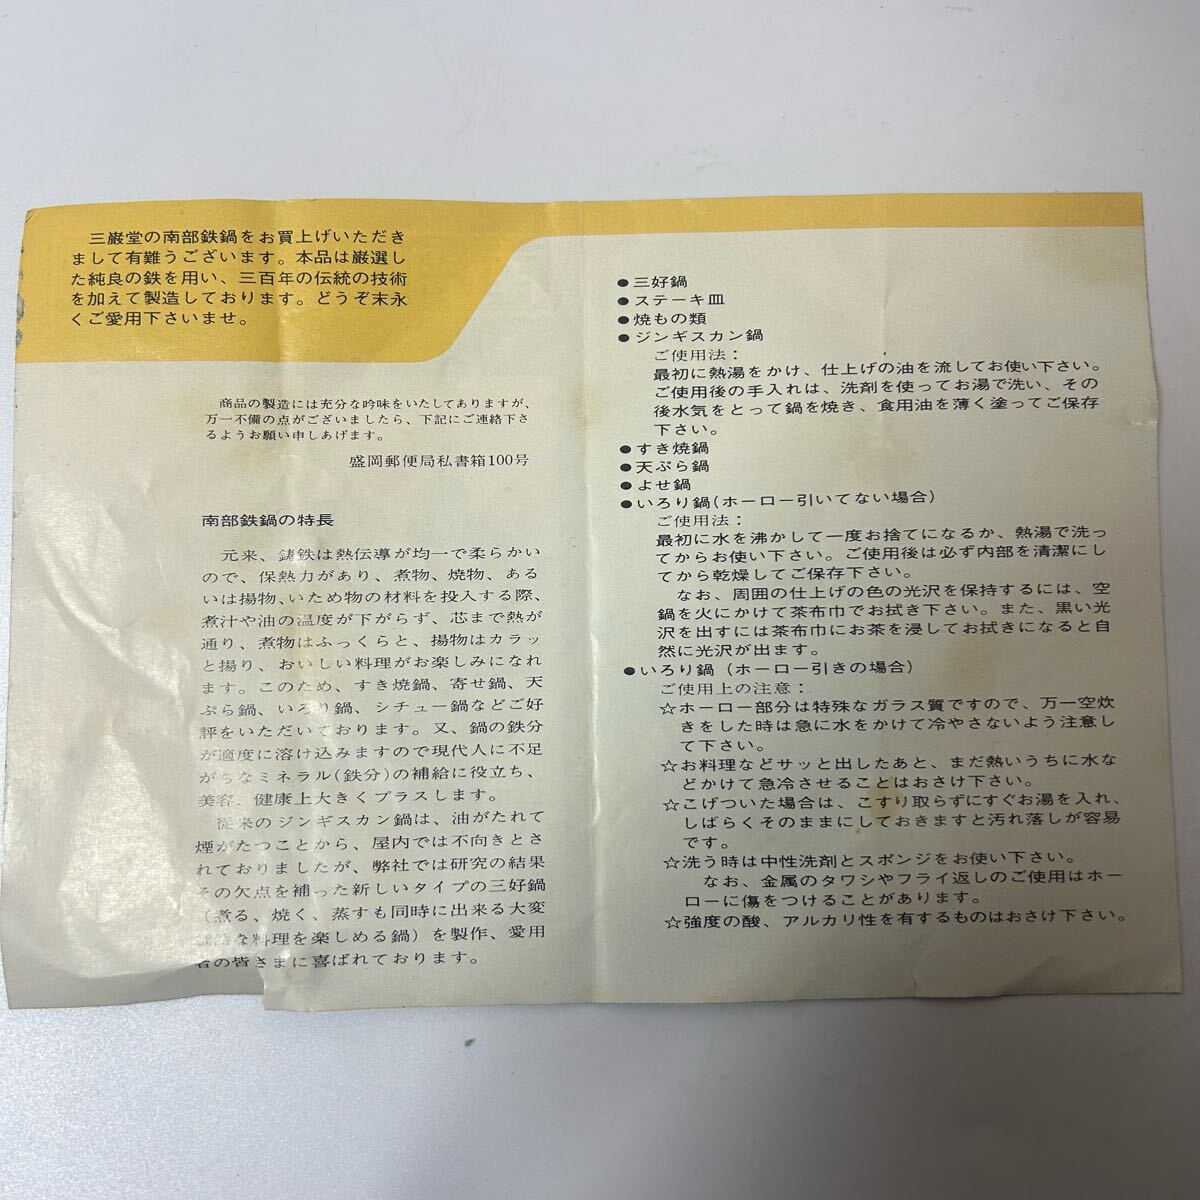 三巌堂の南部鉄鍋をお買上げいただき
まして有難うございます。本品は厳選し
た純良の鉄を用い、三百年の伝統の技術
を加えて製造しております。どうぞ末永
くご愛用下さいませ。
商品の製造には充分な吟味をいたしてありますが、
万一不備の点がございましたら、下記にご連絡下さ
るようお願い申しあげます。
盛岡郵便局私書箱100号
南部鉄鍋の特長
元来、鋳鉄は熱伝導が均一で柔らかい
ので、保熱力があり、煮物、焼物、ある
いは揚物、いため物の材料を投入する際、
煮汁や油の温度が下がらず、芯まで熱が
通り、煮物はふっくらと、揚物はカラッ
と揚り、おいしい料理がお楽しみになれ
ます。このため、すき焼鍋、寄せ鍋、天
ぷら鍋、いろり鍋、シチュー鍋などご好
評をいただいております。又、鍋の鉄分
が適度に溶け込みますので現代人に不足
がちなミネラル(鉄分)の補給に役立ち、
美容、健康上大きくプラスします。
従来のジンギスカン鍋は、油がたれて
煙がたつことから、屋内では不向きとさ
れておりましたが、弊社では研究の結果
その欠点を補った新しいタイプの三好鍋
(煮る、焼く、蒸すも同時に出来る大変
な料理を楽しめる鍋)を製作、愛用
者の皆さまに喜ばれております。
●三好鍋
●ステーキ皿
●焼もの類
●ジンギスカン鍋
ご使用法：
最初に熱湯をかけ、仕上げの油を流してお使い下さい。
ご使用後の手入れは、洗剤を使ってお湯で洗い、その
後水気をとって鍋を焼き、食用油を薄く塗ってご保存
下さい。
●すき焼鍋
●天ぷら鍋
●よせ鍋
●いろり鍋(ホーロー引いてない場合)
ご使用法：
最初に水を沸かして一度お捨てになるか、熱湯で洗っ
てからお使い下さい。ご使用後は必ず内部を清潔にし
てから乾燥してご保存下さい。
なお、周囲の仕上げの色の光沢を保持するには、空
鍋を火にかけて茶布巾でお拭き下さい。また、黒い光
沢を出すには茶布巾にお茶を浸してお拭きになると自
然に光沢が出ます。
●いろり鍋(ホーロー引きの場合)
ご使用上の注意：
☆ホーロー部分は特殊なガラス質ですので、万一空炊
きをした時は急に水をかけて冷やさないよう注意し
て下さい。
☆お料理などサッと出したあと、まだ熱いうちに水な
どかけて急冷させることはおさけ下さい。
☆こげついた場合は、こすり取らずにすぐお湯を入れ、
しばらくそのままにしておきますと汚れ落しが容易
です。
☆洗う時は中性洗剤とスポンジをお使い下さい。
なお、金属のタワシやフライ返しのご使用はホー
ローに傷をつけることがあります。
☆強度の酸、アルカリ性を有するものはおさけ下さい。